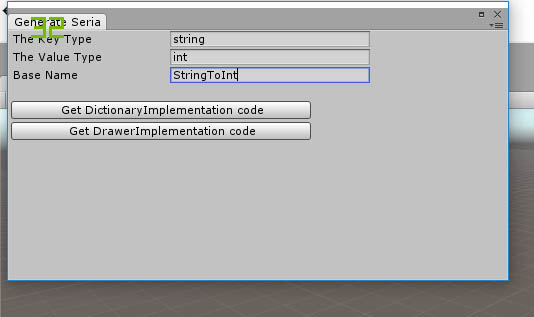 Generate Seria
The Key Type string
The Value Type int
Base Name StringToInt
Get DictionaryImplementation code
Get DrawerImplementation code